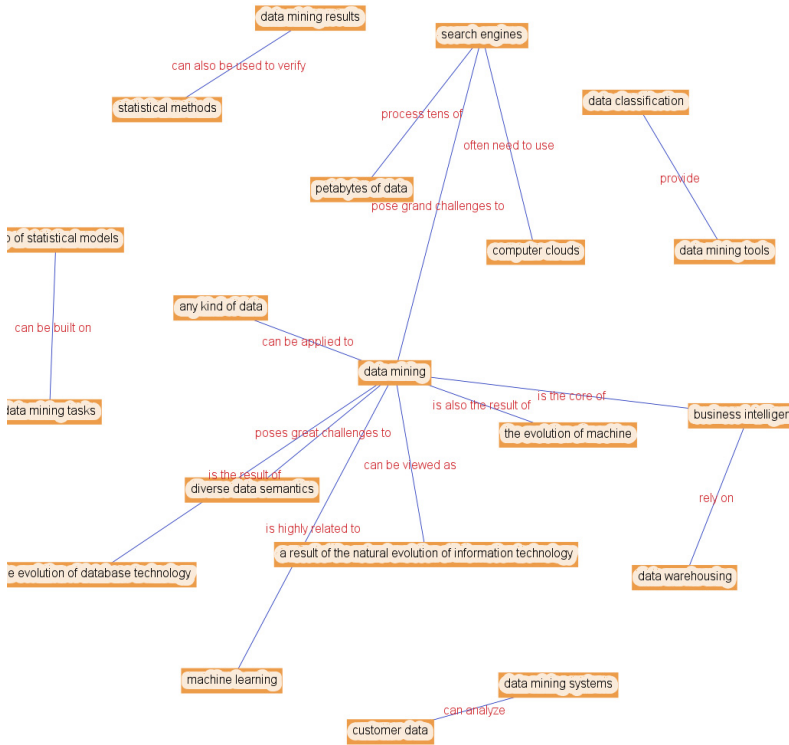 data mining results
search engines
can also be used to verify
data classification
statistical methods
process tens of
often need to use
provide
petabytes of data
pose grand challenges to
of statistical models
computer clouds
data mining tools
any kind of data
can be built on
can be applied to
data mining
is the core of
is also the result of
data mining tasks
business intelligen
poses great challenges to
the evolution of machine
can be viewed as
is the result of
diverse data semantics
rely on
is highly related to
a result of the natural evolution of information technology
e evolution of database technology
data warehousing
machine learning
data mining systems
can analyze
customer data